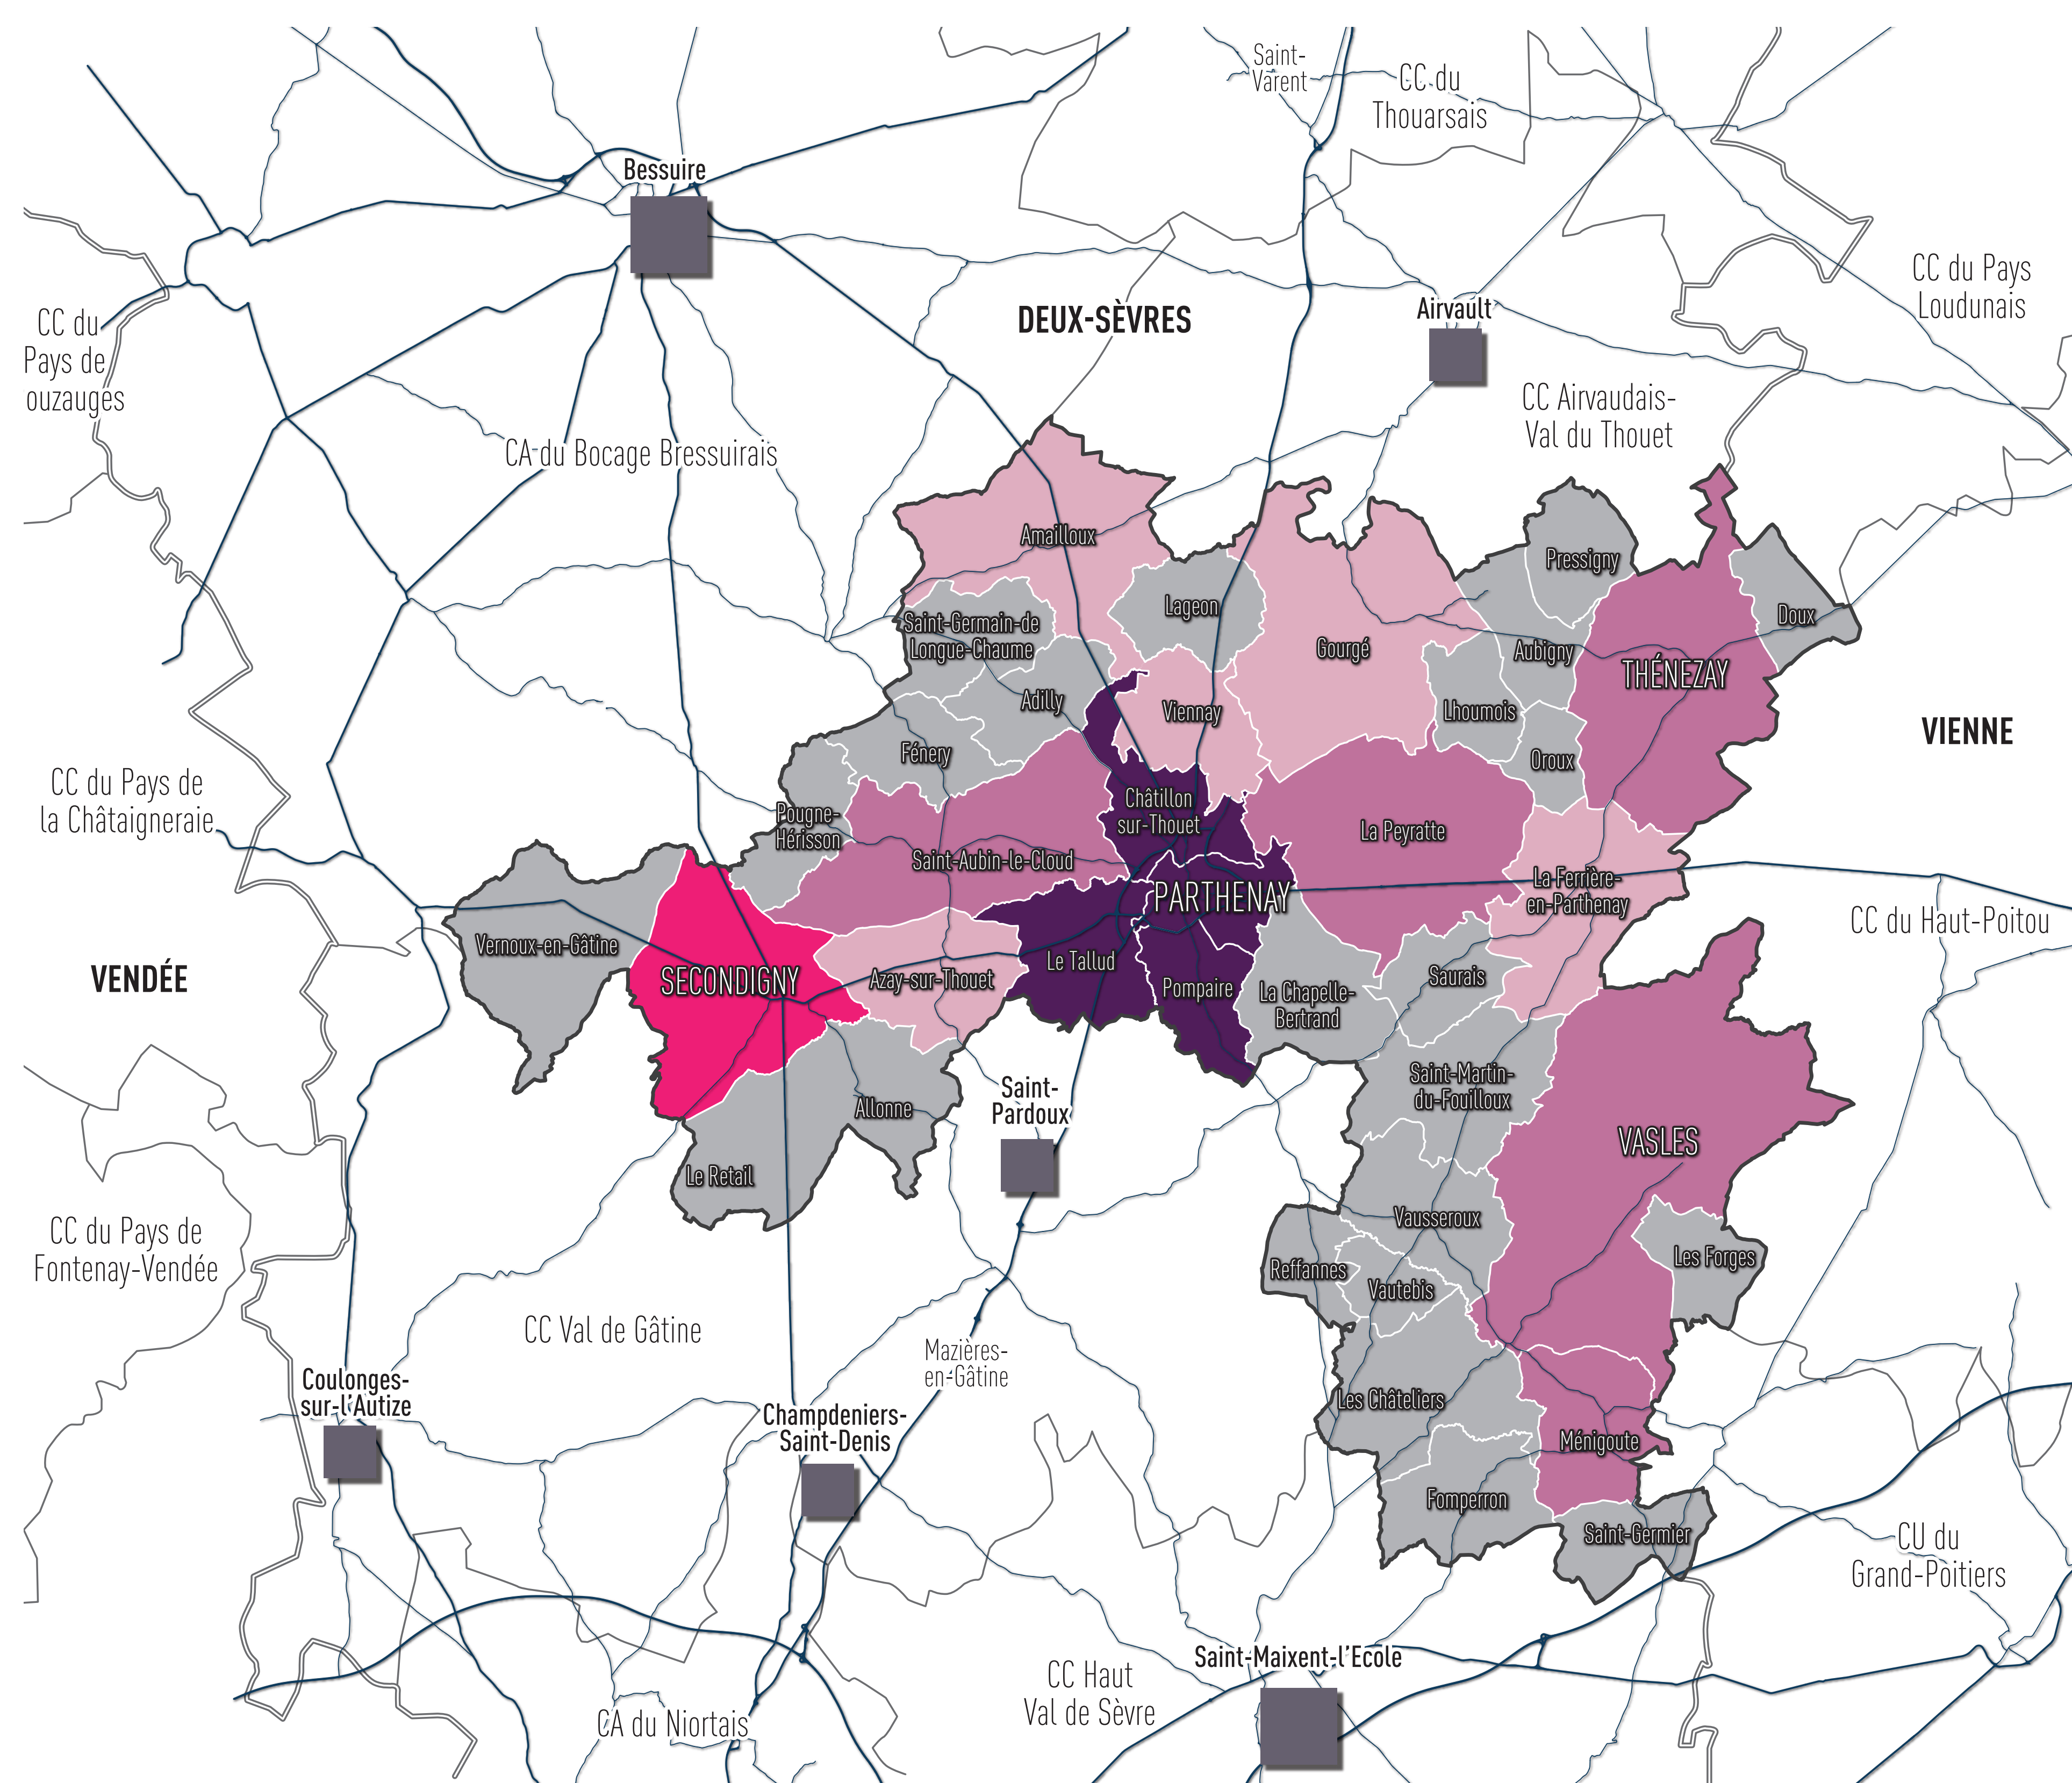 Saint-
Varent
CC du
Thouarsais
Bessuire
CC du Pays
Loudunais
DEUX-SÈVRES
Airvault
CC du
Pays de
ouzauges
CC Airvaudais-
Val du Thouet
CA du Bocage Bressuirais
Amailloux
Pressigny
Lageon
Doux
Saint-Germain-de
Longue-Chaume
Gourgé
Aubigny
THÉNEZAY
Adilly
Viennay
Lhoumois
VIENNE
Fénery
Oroux
CC du Pays de
la Châtaigneraie
Châtillon
sur-Thouet
Pougne-
Hérisson
La Peyratte
Saint-Aubin-le-Cloud
La Ferrière-
en-Parthenay
PARTHENAY
CC du Haut-Poitou
Vernoux-en-Gâtine
VENDÉE
SECONDIGNY
Azay-sur-Thouet
Le Tallud
Pompaire
La Chapelle-
Bertrand
Saurais
Saint-Martin-
du-Fouilloux
Saint-
Pardoux
Allonne
VASLES
Le Retail
Vausseroux
CC du Pays de
Fontenay-Vendée
Reffannes
Vautebis
Les Forges
CC Val de Gâtine
Mazières-
en-Gâtine
Coulonges-
sur-l'Autize
Les Châteliers
Champdeniers-
Saint-Denis
Ménigoute
Fomperron
Saint-Germier
CU du
Grand-Poitiers
Saint-Maixent-l'Ecole
CC Haut
Val de Sèvre
CA du Niortais